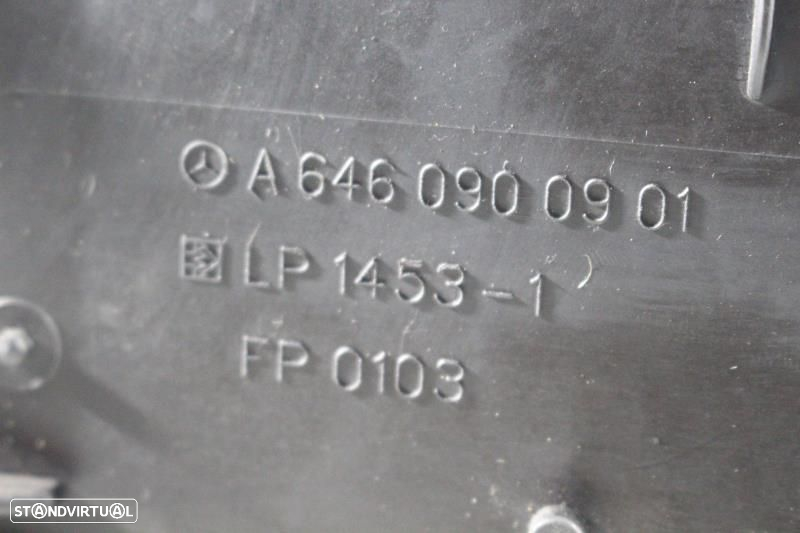 A 646 090 09 01
LP 1453-1
FP 0103
STANDVIRTUAL